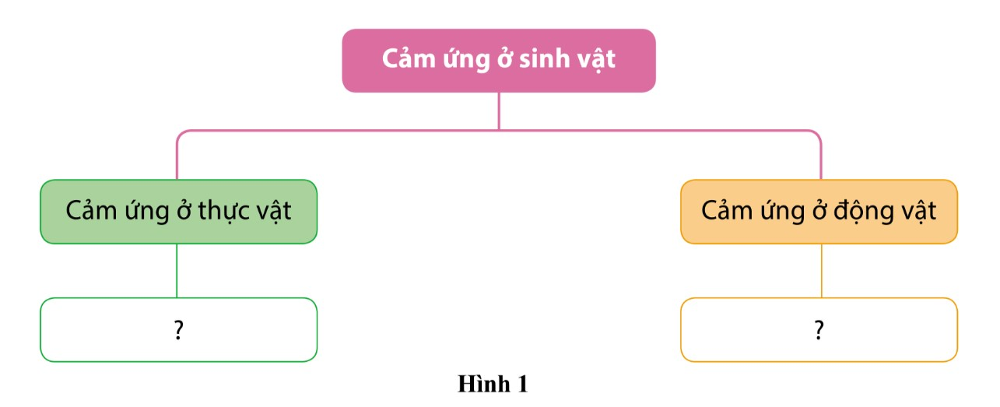 Cảm ứng ở sinh vật
Cảm ứng ở thực vật
Cảm ứng ở động vật
?
?
Hình 1